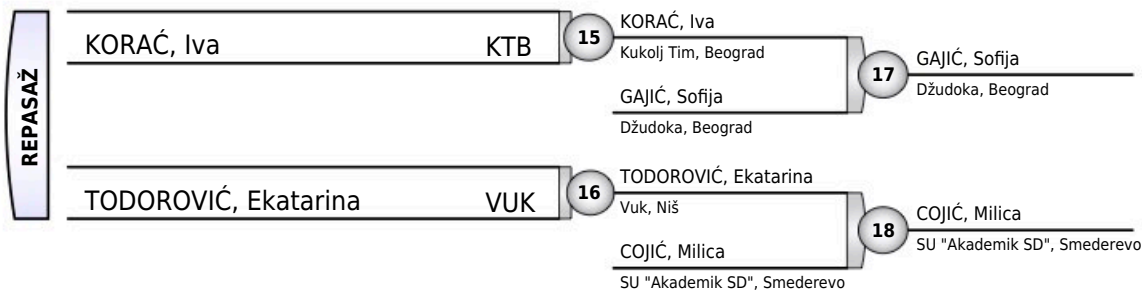 REPASAŽ
KORAĆ, Iva KTB
15
KORAĆ, Iva
Kukolj Tim, Beograd
GAJIĆ, Sofija
Džudoka, Beograd
17
GAJIĆ, Sofija
Džudoka, Beograd
TODOROVIĆ, Ekatarina VUK
16
TODOROVIĆ, Ekatarina
Vuk, Niš
COJIĆ, Milica
SU "Akademik SD", Smederevo
18
COJIĆ, Milica
SU "Akademik SD", Smederevo